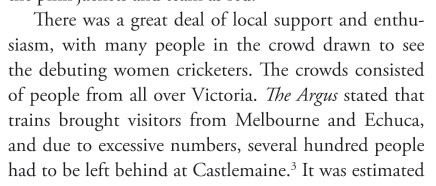 There was a great deal of local support and enthu-
siasm, with many people in the crowd drawn to see
the debuting women cricketers. The crowds consisted
of people from all over Victoria. The Argus stated that
trains brought visitors from Melbourne and Echuca,
and due to excessive numbers, several hundred people
had to be left behind at Castlemaine.³ It was estimated